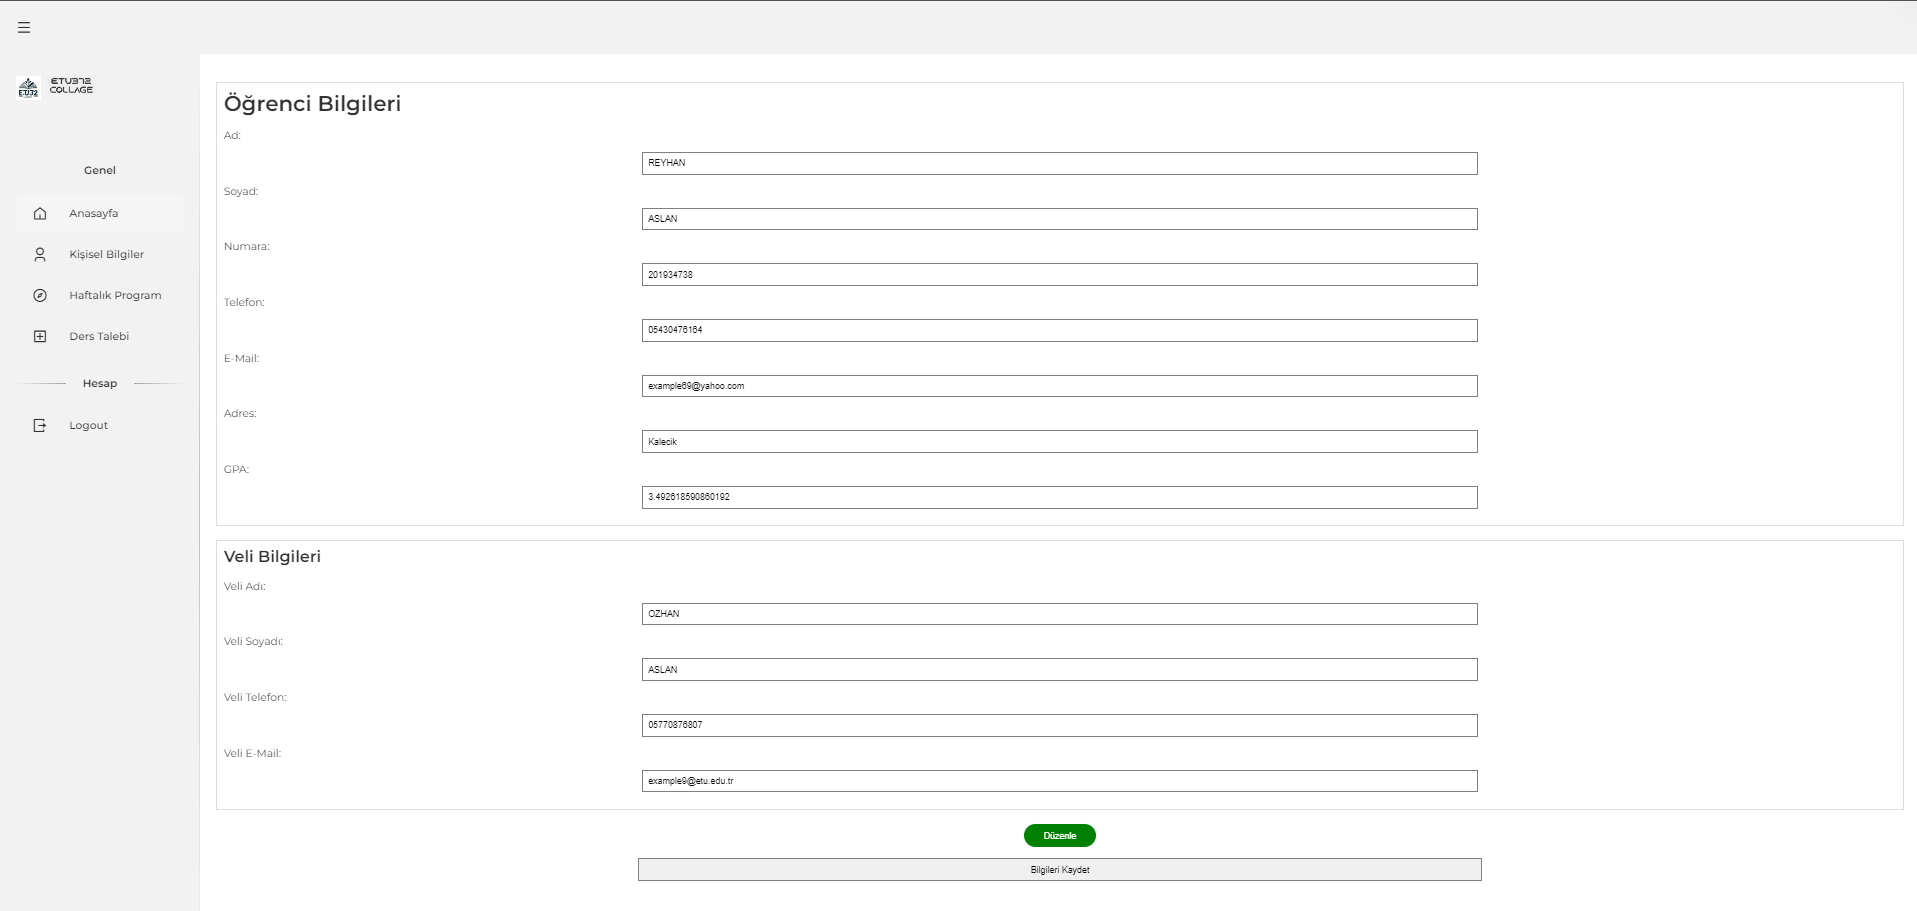 ETU372
COLLAGE
Genel
Anasayfa
Kişisel Bilgiler
Haftalık Program
Ders Talebi
Hesap
Logout
Öğrenci Bilgileri
Ad:
REYHAN
Soyad:
ASLAN
Numara:
201934738
Telefon:
05430476164
E-Mail:
example69@yahoo.com
Adres:
Kalecik
GPA:
3.492618590860192
Veli Bilgileri
Veli Adı:
OZHAN
Veli Soyadı:
ASLAN
Veli Telefon:
05770876807
Veli E-Mail:
example9@etu.edu.tr
Düzenle
Bilgileri Kaydet